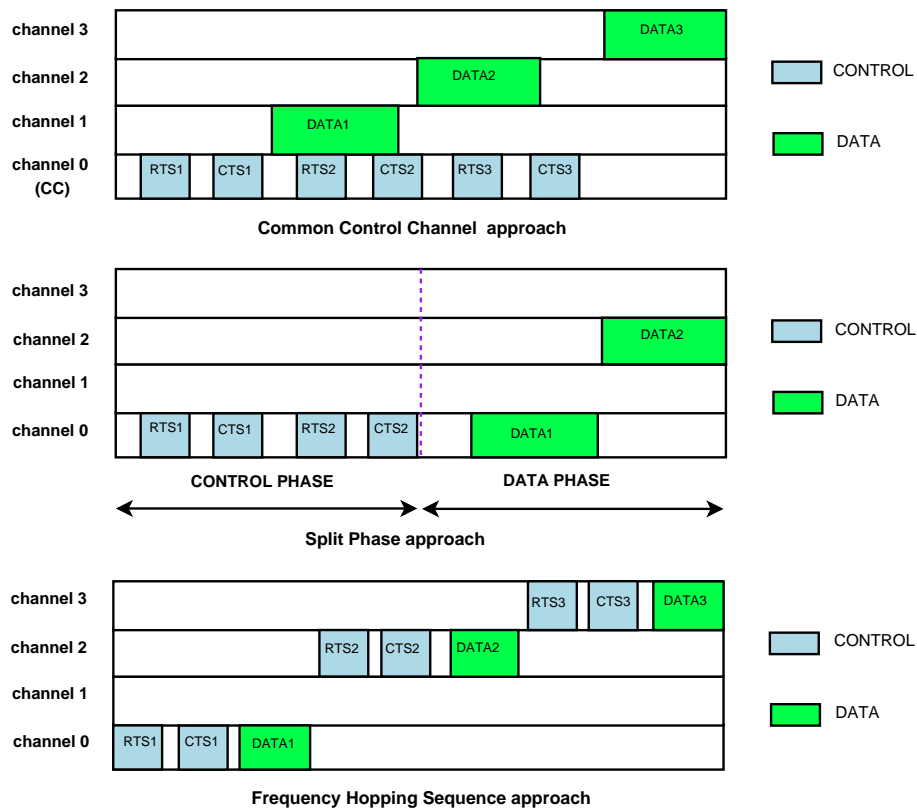 channel 3 DATA3
channel 2 DATA2 CONTROL
channel 1 DATA1 DATA
channel 0 RTS1 CTS1 RTS2 CTS2 RTS3 CTS3
(CC)
Common Control Channel approach
channel 3
channel 2 DATA2 CONTROL
channel 1
DATA
channel 0 RTS1 CTS1 RTS2 CTS2 DATA1
CONTROL PHASE DATA PHASE
Split Phase approach
channel 3 RTS3 CTS3 DATA3
channel 2 RTS2 CTS2 DATA2 CONTROL
channel 1
DATA
channel 0 RTS1 CTS1 DATA1
Frequency Hopping Sequence approach